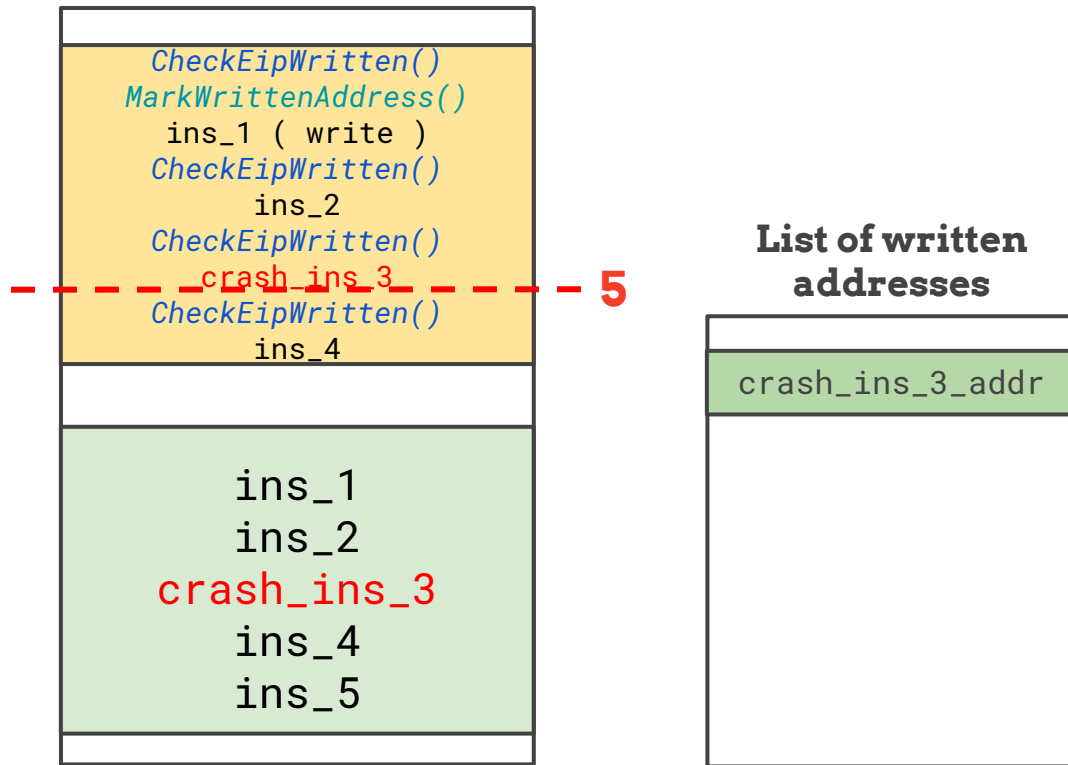 CheckEipWritten()
MarkWrittenAddress()
ins_1 ( write )
CheckEipWritten()
ins_2
CheckEipWritten()
crash_ins_3
5
CheckEipWritten()
ins_4
ins_1
ins_2
crash_ins_3
ins_4
ins_5
List of written
addresses
crash_ins_3_addr